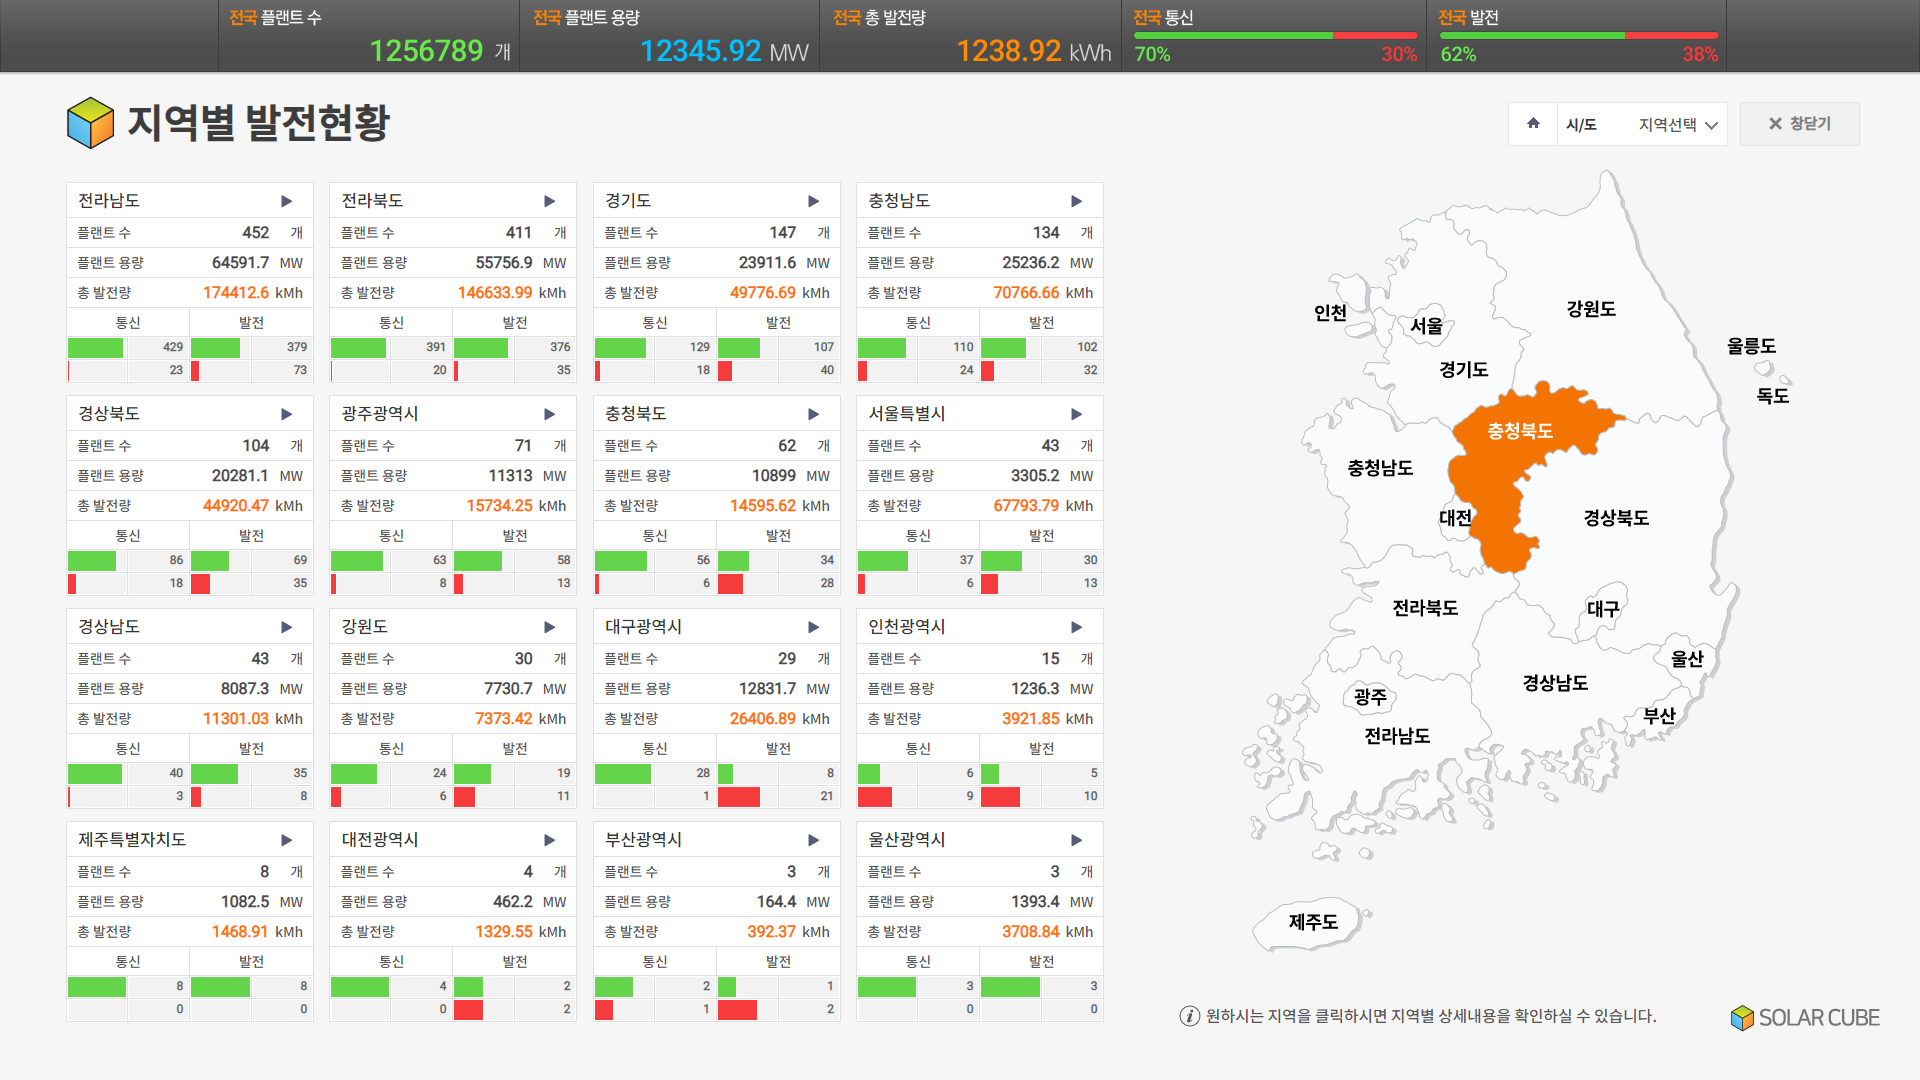 전국 플랜트 수
1256789 개
전국 플랜트 용량
12345.92 MW
전국 총 발전량
1238.92 kWh
전국 통신
70% 30%
전국 발전
62% 38%
지역별 발전현황
시/도 지역선택
창닫기
전라남도
플랜트 수 452 개
플랜트 용량 64591.7 MW
총 발전량 174412.6 kMh
통신 발전
429 379
23 73
전라북도
플랜트 수 411 개
플랜트 용량 55756.9 MW
총 발전량 146633.99 kMh
통신 발전
391 376
20 35
경기도
플랜트 수 147 개
플랜트 용량 23911.6 MW
총 발전량 49776.69 kMh
통신 발전
129 107
18 40
충청남도
플랜트 수 134 개
플랜트 용량 25236.2 MW
총 발전량 70766.66 kMh
통신 발전
110 102
24 32
경상북도
플랜트 수 104 개
플랜트 용량 20281.1 MW
총 발전량 44920.47 kMh
통신 발전
86 69
18 35
광주광역시
플랜트 수 71 개
플랜트 용량 11313 MW
총 발전량 15734.25 kMh
통신 발전
63 58
8 13
충청북도
플랜트 수 62 개
플랜트 용량 10899 MW
총 발전량 14595.62 kMh
통신 발전
56 34
6 28
서울특별시
플랜트 수 43 개
플랜트 용량 3305.2 MW
총 발전량 67793.79 kMh
통신 발전
37 30
6 13
경상남도
플랜트 수 43 개
플랜트 용량 8087.3 MW
총 발전량 11301.03 kMh
통신 발전
40 35
3 8
강원도
플랜트 수 30 개
플랜트 용량 7730.7 MW
총 발전량 7373.42 kMh
통신 발전
24 19
6 11
대구광역시
플랜트 수 29 개
플랜트 용량 12831.7 MW
총 발전량 26406.89 kMh
통신 발전
28 8
1 21
인천광역시
플랜트 수 15 개
플랜트 용량 1236.3 MW
총 발전량 3921.85 kMh
통신 발전
6 5
9 10
제주특별자치도
플랜트 수 8 개
플랜트 용량 1082.5 MW
총 발전량 1468.91 kMh
통신 발전
8 8
0 0
대전광역시
플랜트 수 4 개
플랜트 용량 462.2 MW
총 발전량 1329.55 kMh
통신 발전
4 2
0 2
부산광역시
플랜트 수 3 개
플랜트 용량 164.4 MW
총 발전량 392.37 kMh
통신 발전
2 1
1 2
울산광역시
플랜트 수 3 개
플랜트 용량 1393.4 MW
총 발전량 3708.84 kMh
통신 발전
3 3
0 0
강원도
인천
서울
울릉도
경기도
독도
충청북도
충청남도
대전
경상북도
전라북도
대구
울산
경상남도
광주
부산
전라남도
제주도
i 원하시는 지역을 클릭하시면 지역별 상세내용을 확인하실 수 있습니다.
SOLAR CUBE